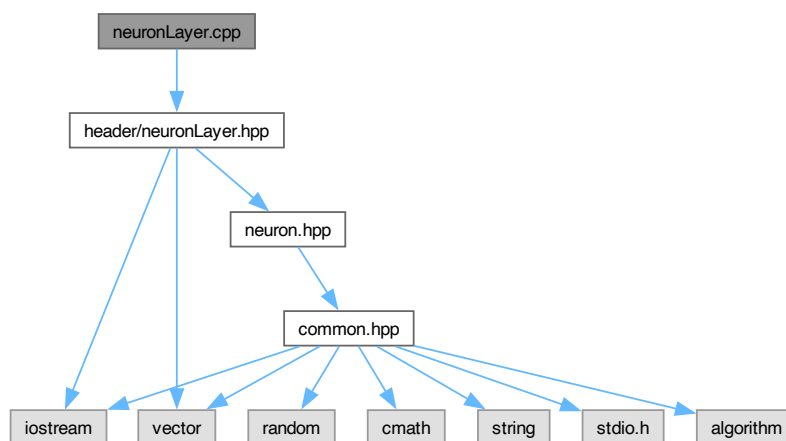 neuronLayer.cpp
header/neuronLayer.hpp
neuron.hpp
common.hpp
iostream
vector
random
cmath
string
stdio.h
algorithm